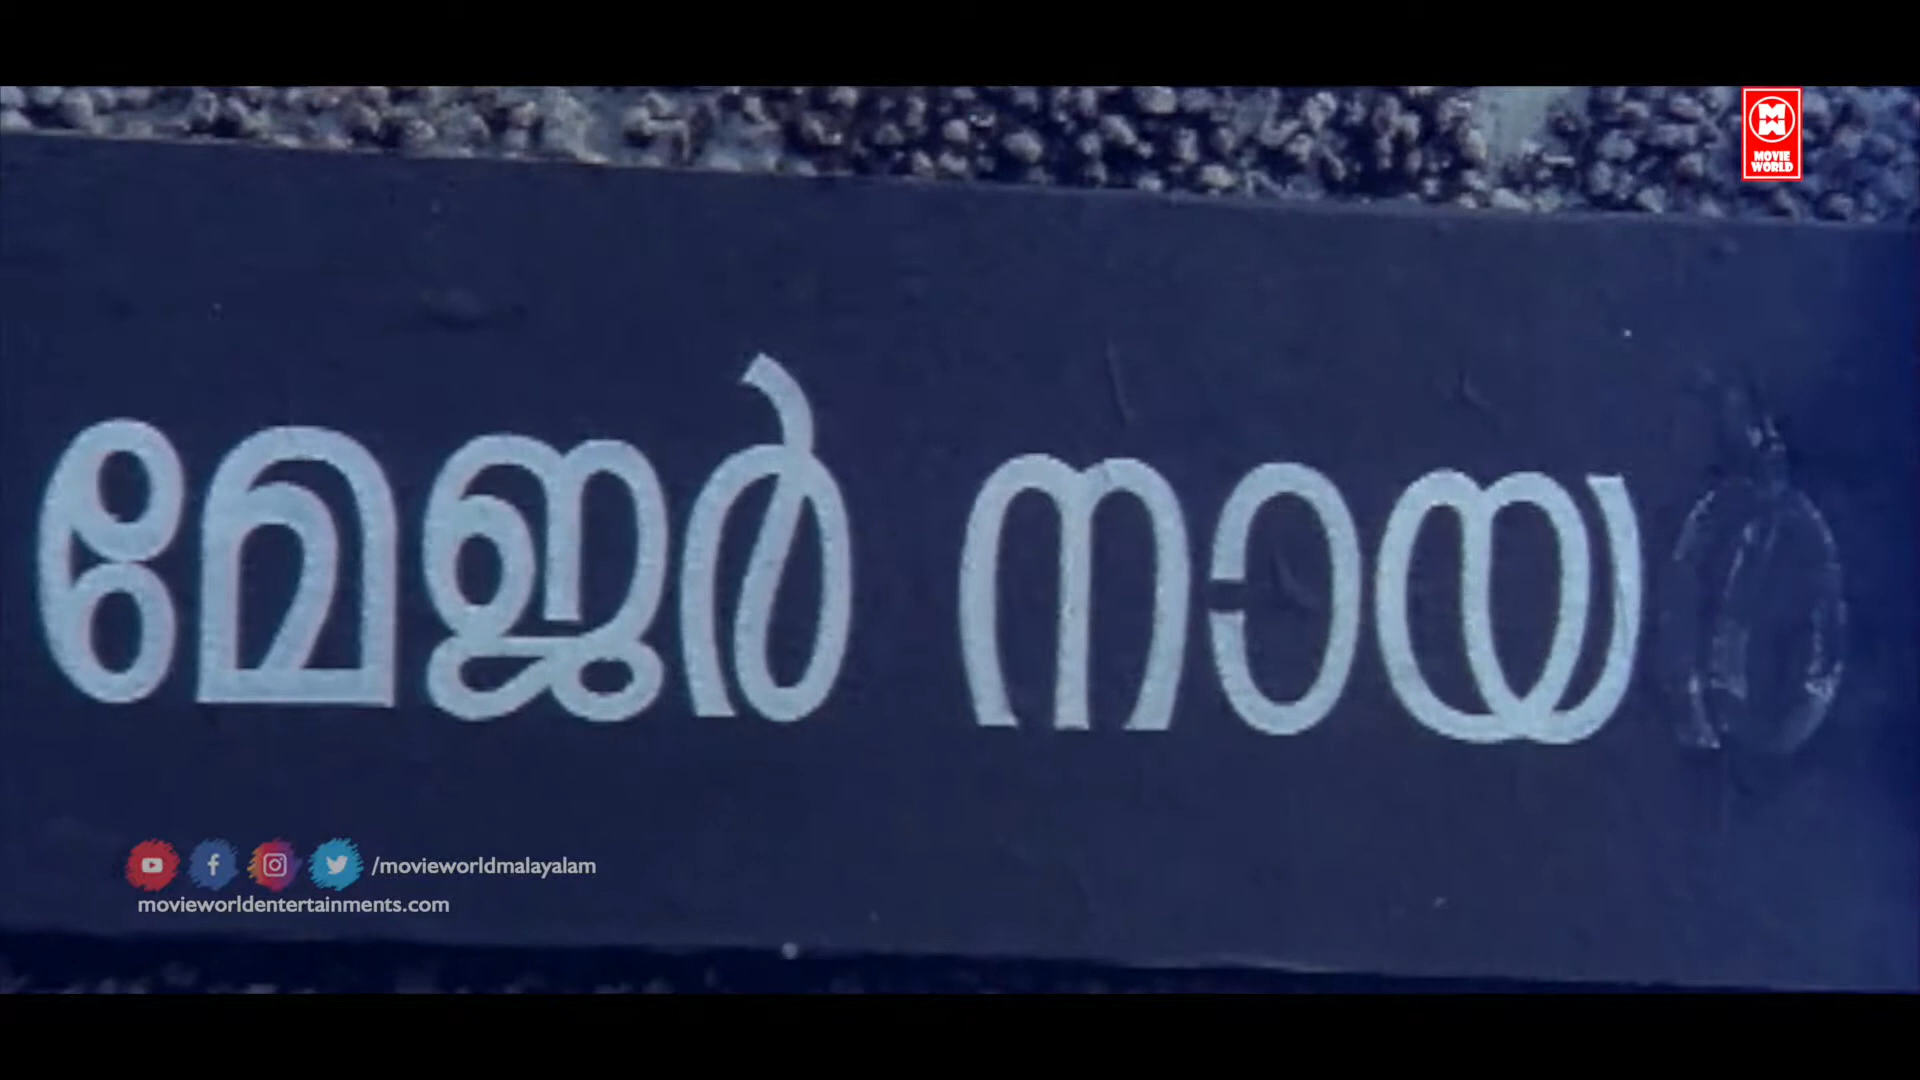 MOVIE
WORLD
മേജർ നായ
/movieworldmalayalam
movieworldentertainments.com